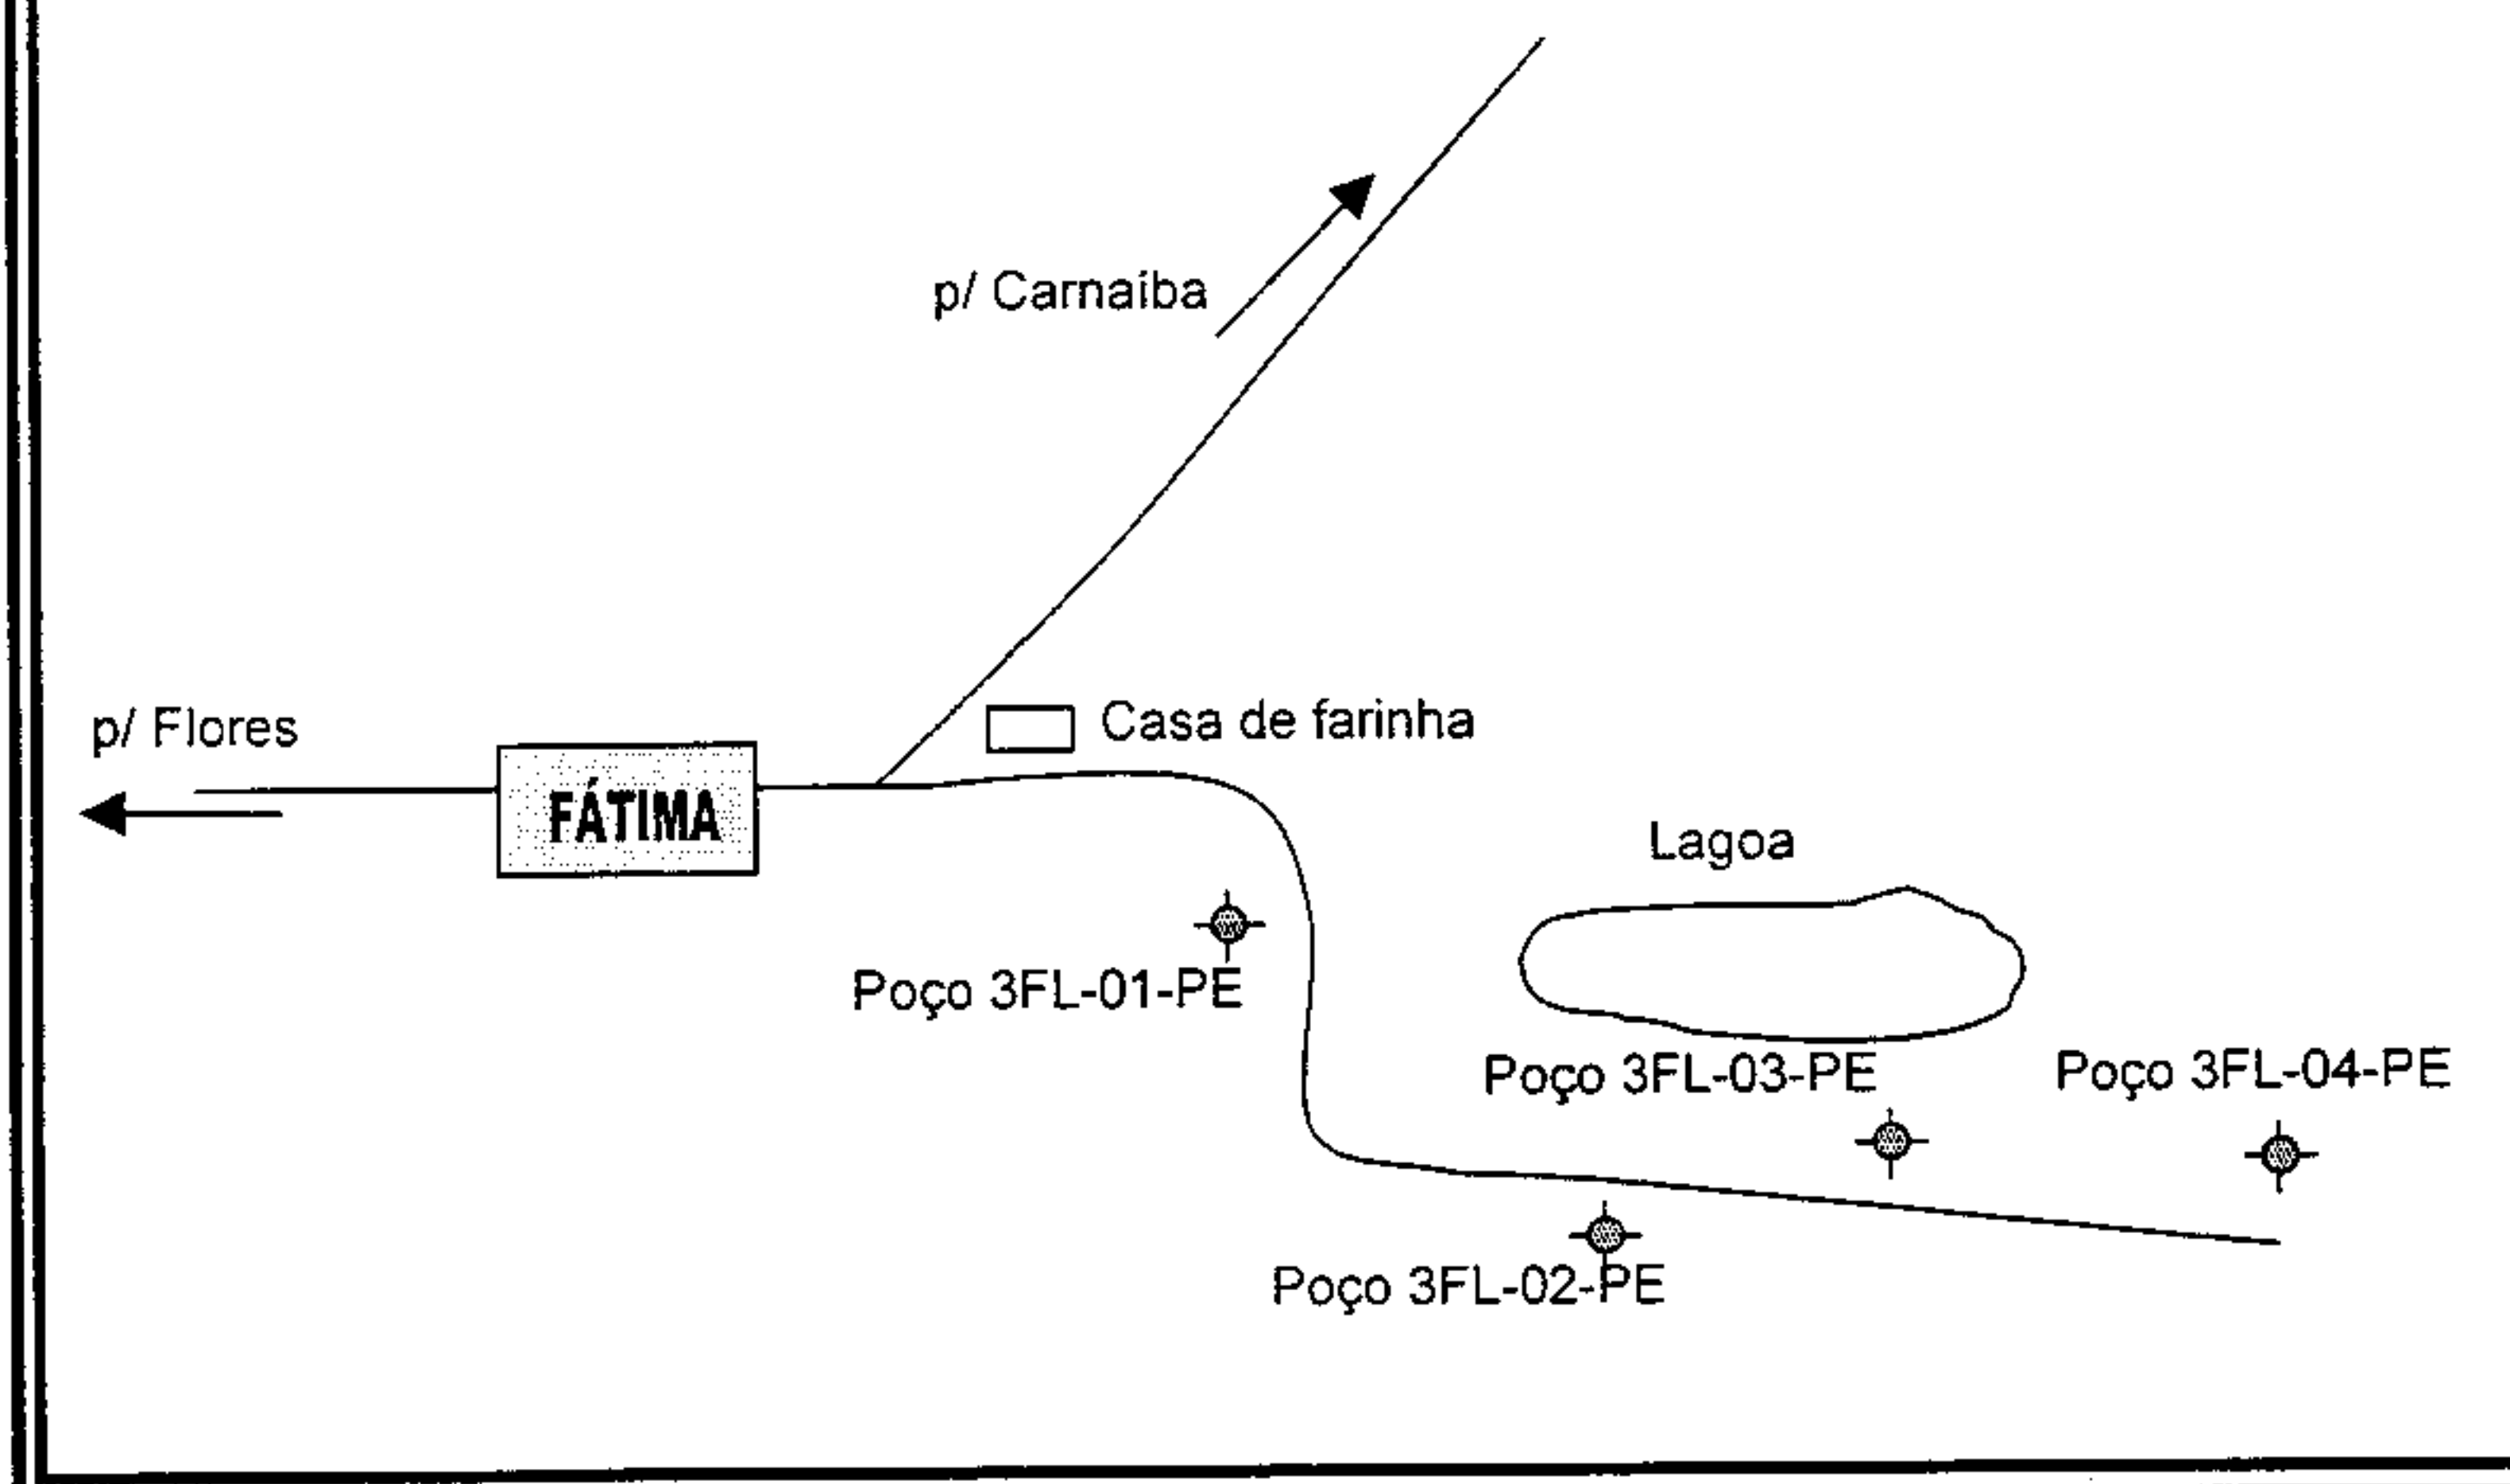 p/ Carnaíba
p/ Flores
Casa de farinha
FÁTIMA
Lagoa
Poço 3FL-01-PE
Poço 3FL-03-PE
Poço 3FL-04-PE
Poço 3FL-02-PE